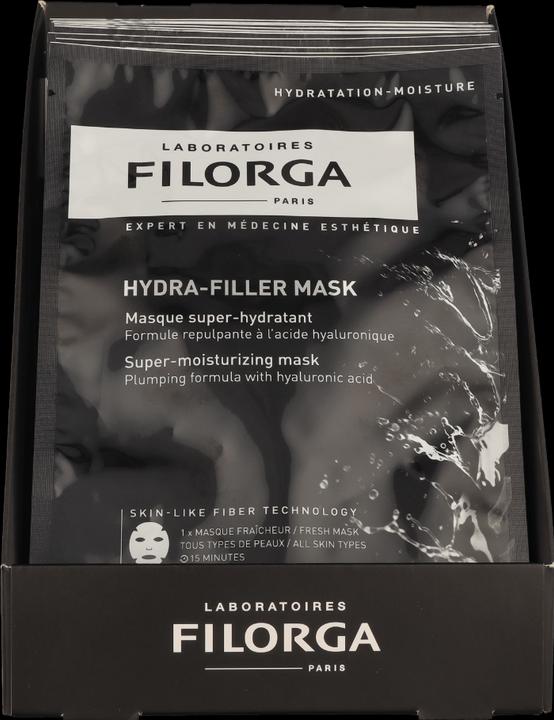 HYDRATATION-MOISTURE
LABORATOIRES
FILORGA
PARIS
EXPERT EN MÉDECINE ESTHÉTIQUE
HYDRA-FILLER MASK
Masque super-hydratant
Formule repulpante à l'acide hyaluronique
Super-moisturizing mask
Plumping formula with hyaluronic acid
SKIN-LIKE FIBER TECHNOLOGY
1 x MASQUE FRAÎCHEUR / FRESH MASK
TOUS TYPES DE PEAUX / ALL SKIN TYPES
15 MINUTES
LABORATOIRES
FILORGA
PARIS